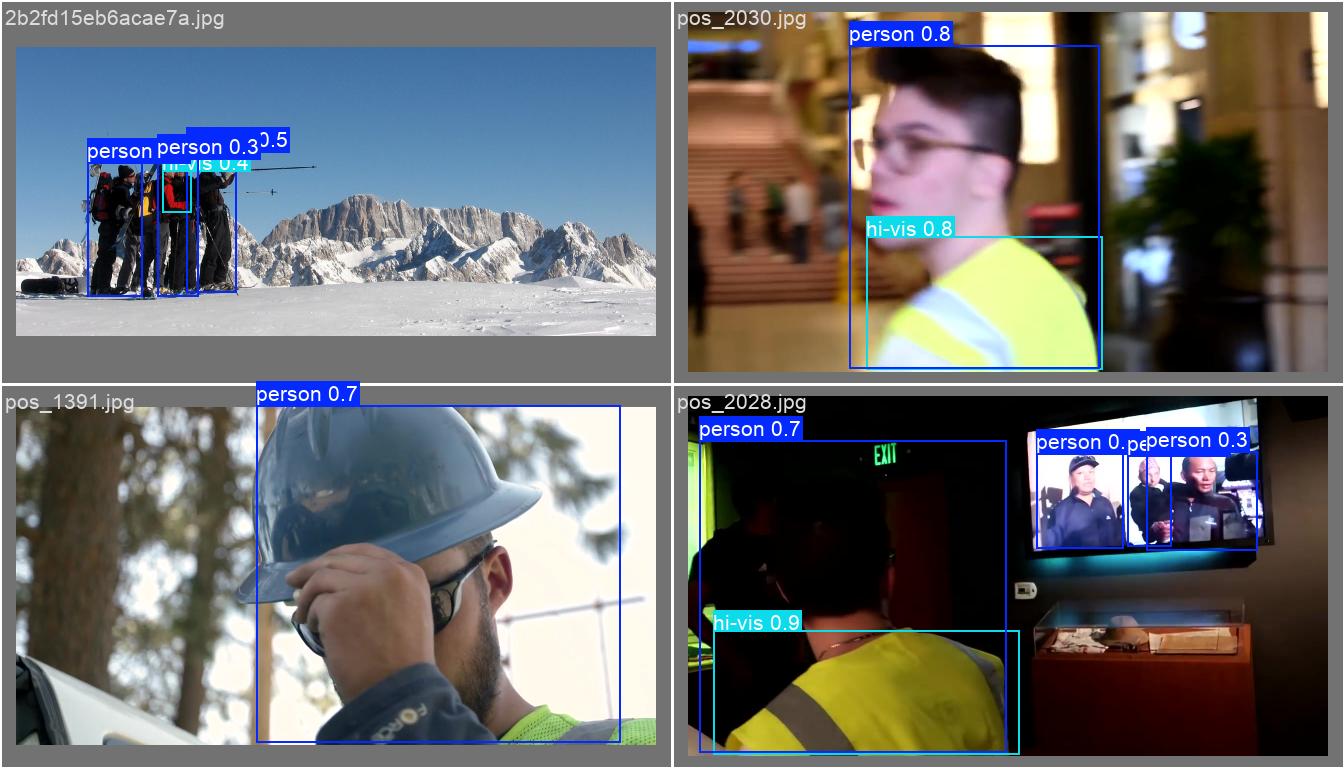 2b2fd15eb6acae7a.jpg
person
person 0.3
0.5
hi-vis 0.4
pos_2030.jpg
person 0.8
hi-vis 0.8
pos_1391.jpg
person 0.7
FORC
pos_2028.jpg
person 0.7
EXIT
person 0.
pe
person 0.3
hi-vis 0.9